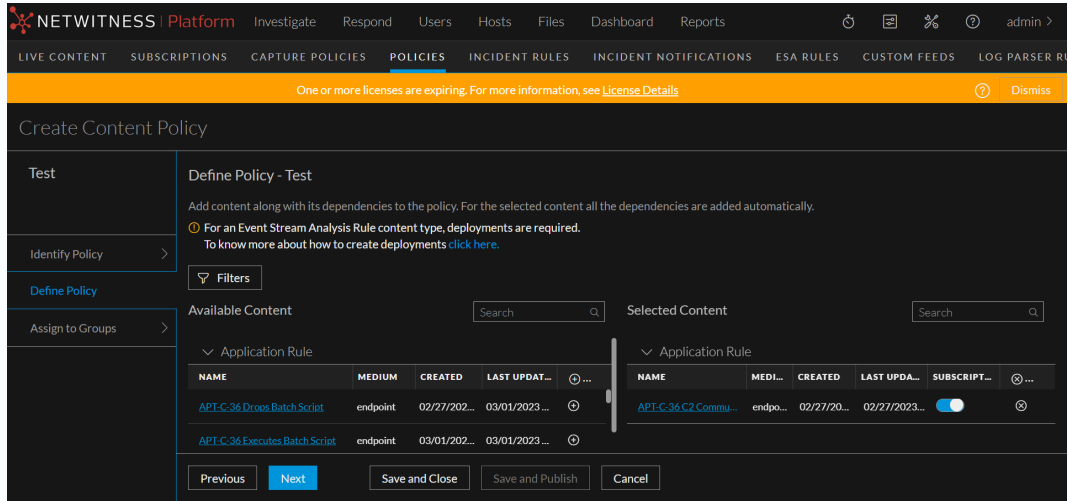 NETWITNESS Platform Investigate Respond Users Hosts Files Dashboard Reports admin >
LIVE CONTENT SUBSCRIPTIONS CAPTURE POLICIES POLICIES INCIDENT RULES INCIDENT NOTIFICATIONS ESA RULES CUSTOM FEEDS LOG PARSER RU
One or more licenses are expiring. For more information, see License Details Dismiss
Create Content Policy
Test
Identify Policy
Define Policy
Assign to Groups
Define Policy - Test
Add content along with its dependencies to the policy. For the selected content all the dependencies are added automatically.
For an Event Stream Analysis Rule content type, deployments are required.
To know more about how to create deployments click here.
Filters
Available Content Search
Application Rule
NAME MEDIUM CREATED LAST UPDAT... ...
APT-C-36 Drops Batch Script endpoint 02/27/202... 03/01/2023 ...
APT-C-36 Executes Batch Script endpoint 03/01/202... 03/01/2023 ...
Selected Content Search
Application Rule
NAME MEDI... CREATED LAST UPDA... SUBSCRIPT... ...
APT-C-36 C2 Commu... endpo... 02/27/20... 02/27/2023...
Previous Next Save and Close Save and Publish Cancel